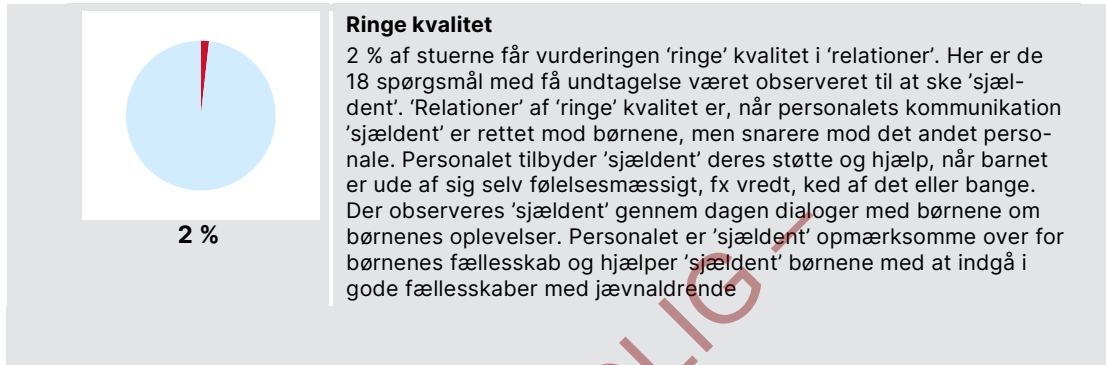 Ringe kvalitet
2 % af stuerne får vurderingen ‘ringe’ kvalitet i ‘relationer’. Her er de
18 spørgsmål med få undtagelse været observeret til at ske ‘sjæl-
dent’. ‘Relationer’ af ‘ringe’ kvalitet er, når personalets kommunikation
’sjældent’ er rettet mod børnene, men snarere mod det andet perso-
nale. Personalet tilbyder ’sjældent’ deres støtte og hjælp, når barnet
er ude af sig selv følelsesmæssigt, fx vredt, ked af det eller bange.
Der observeres ’sjældent’ gennem dagen dialoger med børnene om
børnenes oplevelser. Personalet er ’sjældent’ opmærksomme over for
børnenes fællesskab og hjælper ’sjældent’ børnene med at indgå i
gode fællesskaber med jævnaldrende
2 %
LIG –